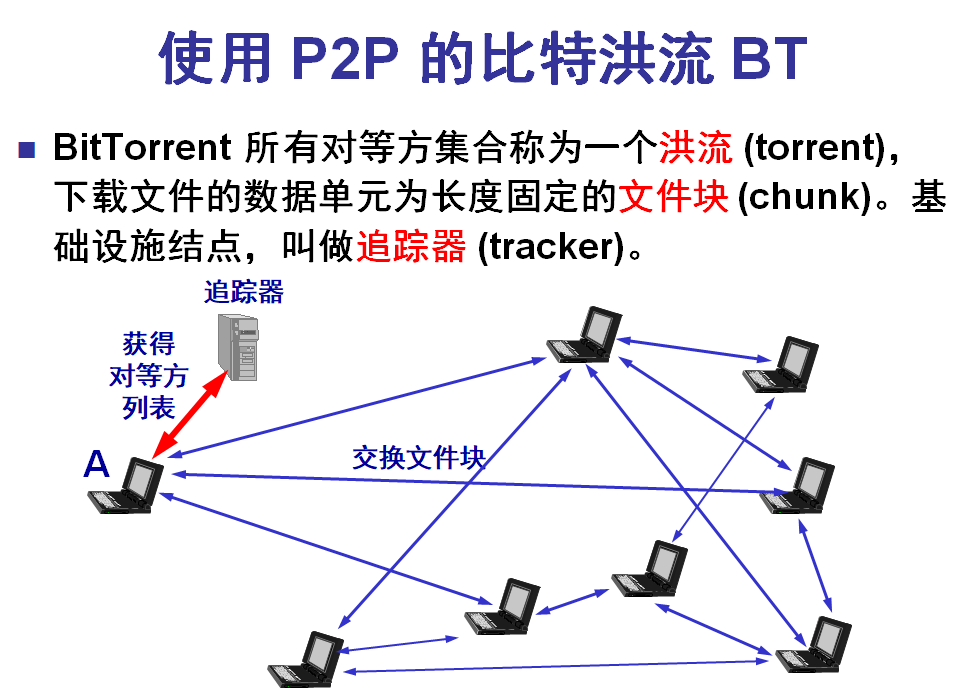 使用 P2P 的比特洪流 BT
BitTorrent 所有对等方集合称为一个洪流 (torrent)，
下载文件的数据单元为长度固定的文件块 (chunk)。基
础设施结点，叫做追踪器 (tracker)。
追踪器
获得
对等方
列表
A
交换文件块